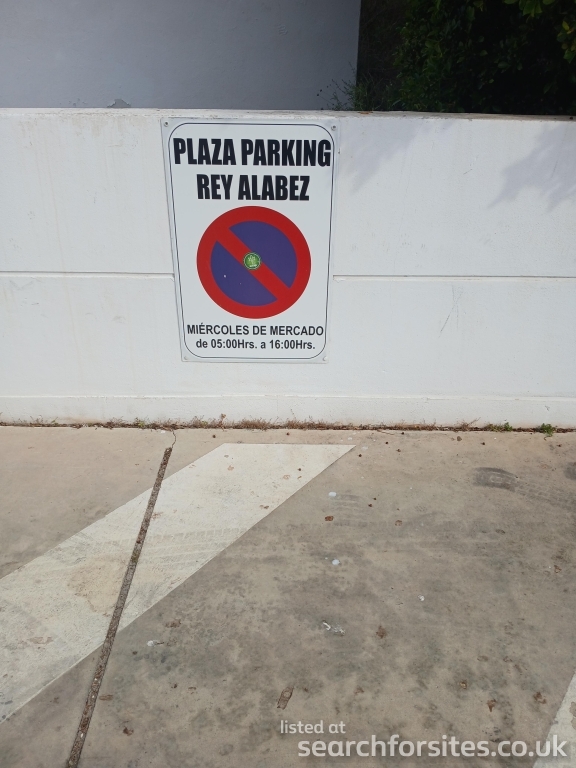 PLAZA PARKING
REY ALABEZ
MIÉRCOLES DE MERCADO
de 05:00Hrs. a 16:00Hrs.
listed at
searchforsites.co.uk